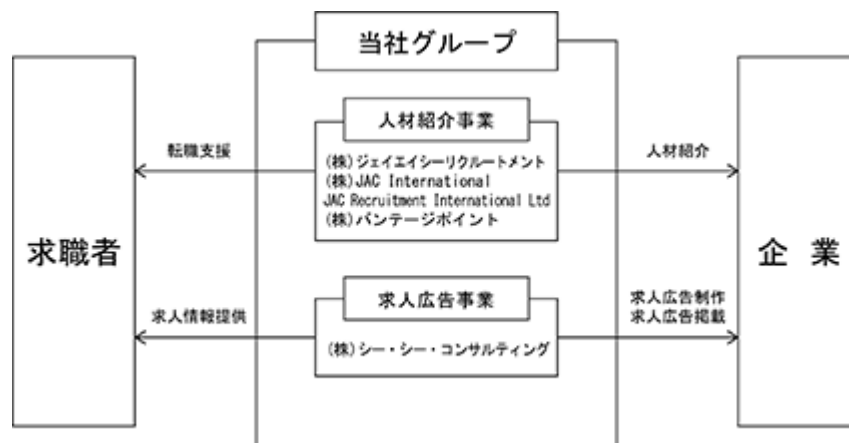 当社グループ
求職者
転職支援
人材紹介事業
(株)ジェイエイシーリクルートメント
(株)JAC International
JAC Recruitment International Ltd
(株)バンテージポイント
人材紹介
企 業
求人情報提供
求人広告事業
(株)シー・シー・コンサルティング
求人広告制作
求人広告掲載